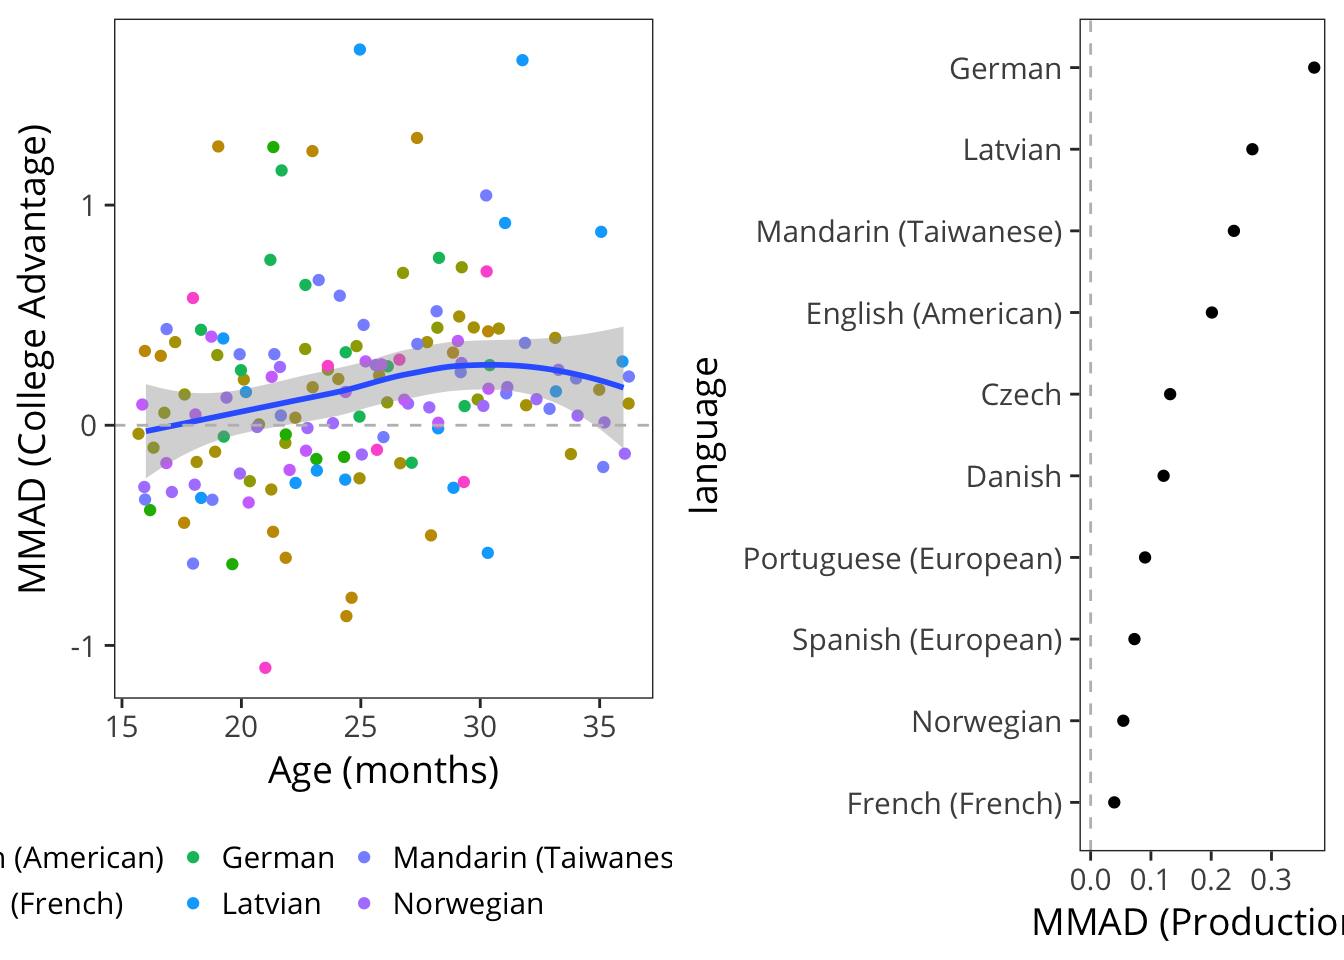 MMAD (College Advantage)
1
0
-1
15 20 25 30 35
Age (months)
n (American) German Mandarin (Taiwanes
(French) Latvian Norwegian
language
German
Latvian
Mandarin (Taiwanese)
English (American)
Czech
Danish
Portuguese (European)
Spanish (European)
Norwegian
French (French)
0.0 0.1 0.2 0.3
MMAD (Production